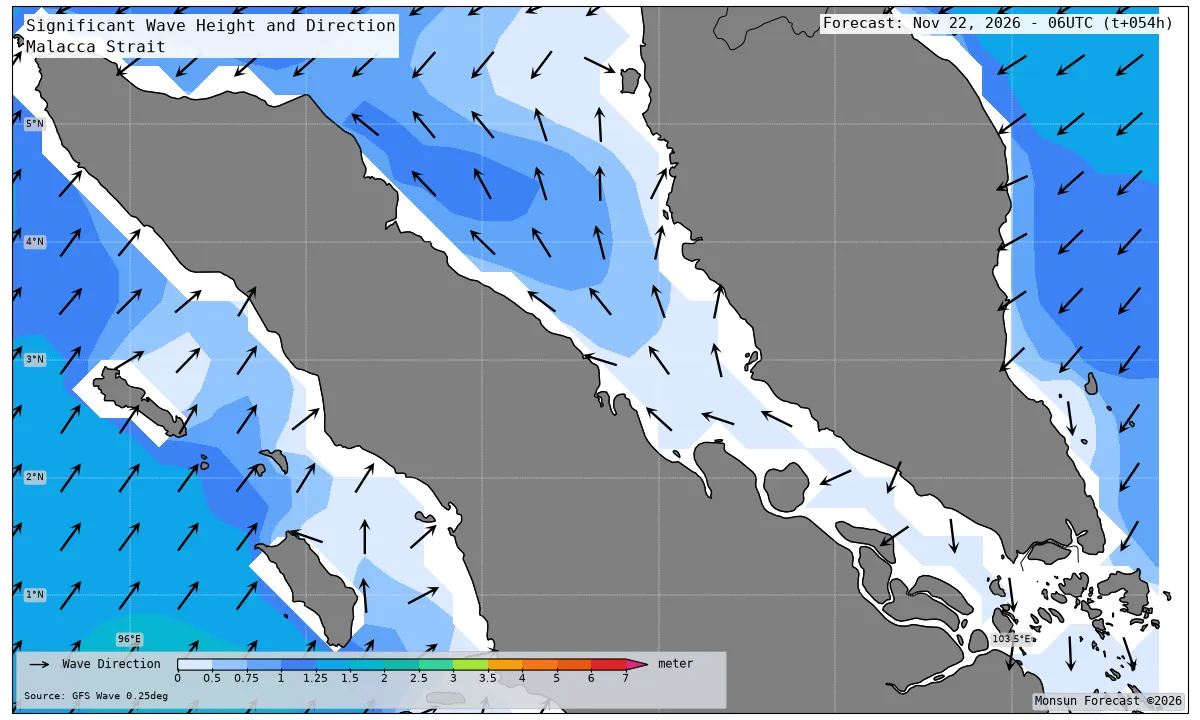 Significant Wave Height and Direction
Malacca Strait
Forecast: Nov 22, 2026 - 06UTC (t+054h)
5°N
4°N
3°N
2°N
1°N
96°E
103.5°E
Wave Direction
meter
0 0.5 0.75 1 1.25 1.5 2 2.5 3 3.5 4 5 6 7
Source: GFS Wave 0.25deg
Monsun Forecast ©2026